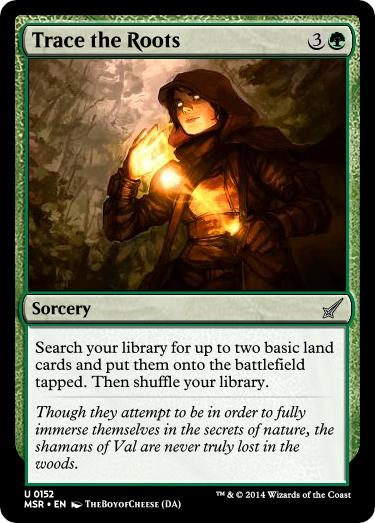 Trace the Roots 3
Sorcery
Search your library for up to two basic land
cards and put them onto the battlefield
tapped. Then shuffle your library.
Though they attempt to be in order to fully
immerse themselves in the secrets of nature, the
shamans of Val are never truly lost in the
woods.
U 0152
MSR • EN TheBoyofCheese (DA)
™ & © 2014 Wizards of the Coast